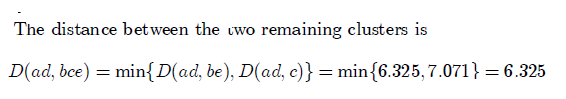 The distance between the two remaining clusters is
D(ad, bce) = min{D(ad, be), D(ad, c)} = min{6.325, 7.071} = 6.325